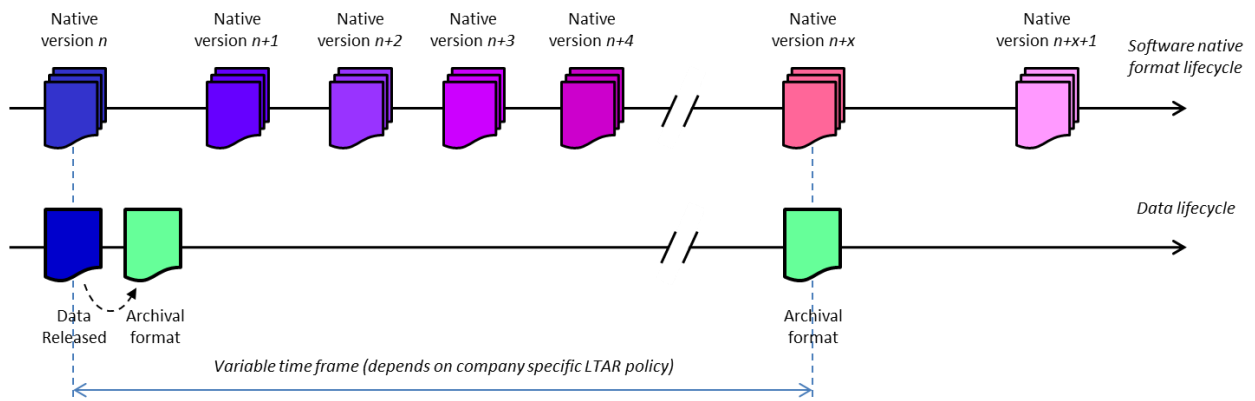 Native
version n
Native
version n+1
Native
version n+2
Native
version n+3
Native
version n+4
Native
version n+x
Native
version n+x+1
Software native
format lifecycle
Data lifecycle
Data
Released
Archival
format
Archival
format
Variable time frame (depends on company specific LTAR policy)